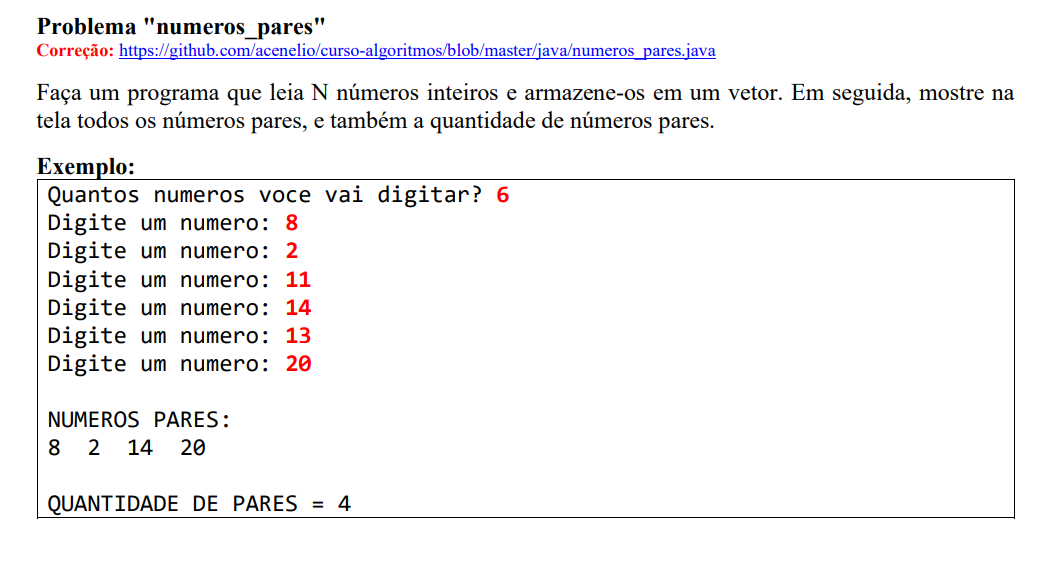 Problema "numeros_pares"
Correção: https://github.com/acenelio/curso-algoritmos/blob/master/java/numeros_pares.java
Faça um programa que leia N números inteiros e armazene-os em um vetor. Em seguida, mostre na
tela todos os números pares, e também a quantidade de números pares.
Exemplo:
Quantos numeros voce vai digitar? 6
Digite um numero: 8
Digite um numero: 2
Digite um numero: 11
Digite um numero: 14
Digite um numero: 13
Digite um numero: 20
NUMEROS PARES:
8  2  14  20
QUANTIDADE DE PARES = 4